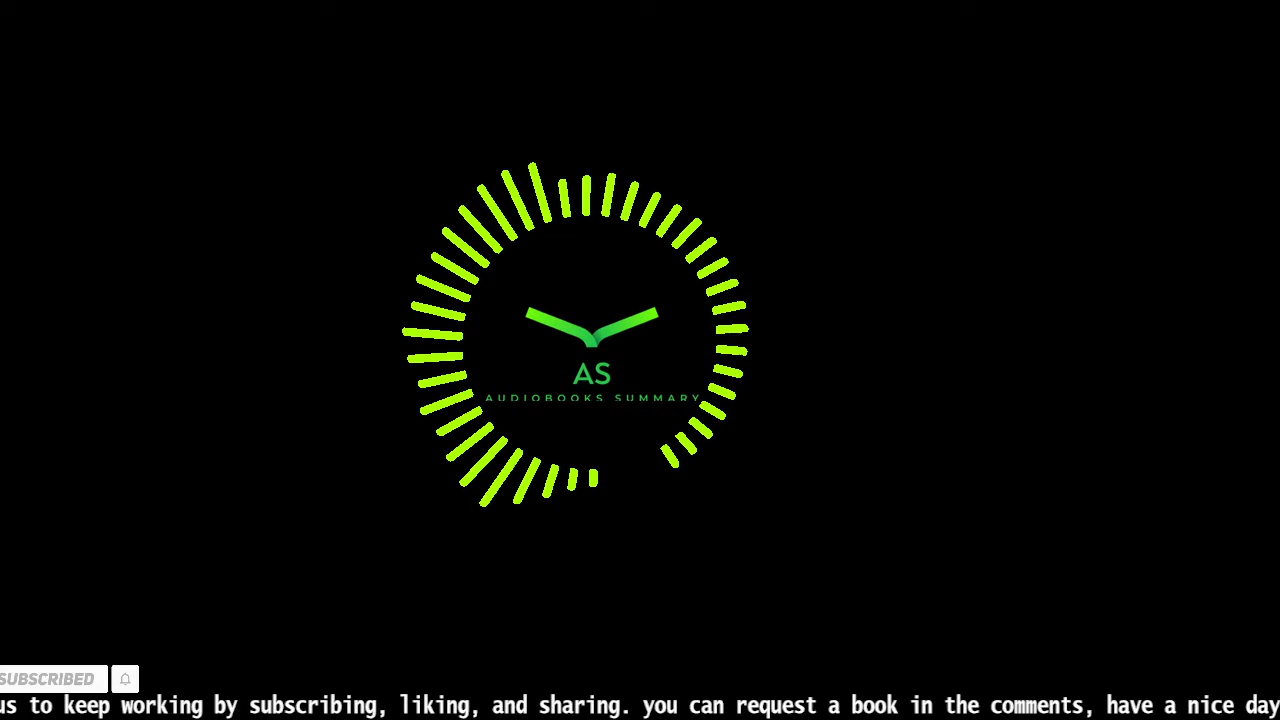 AS
AUDIOBOOKS SUMMARY
SUBSCRIBED
us to keep working by subscribing, liking, and sharing. you can request a book in the comments, have a nice day